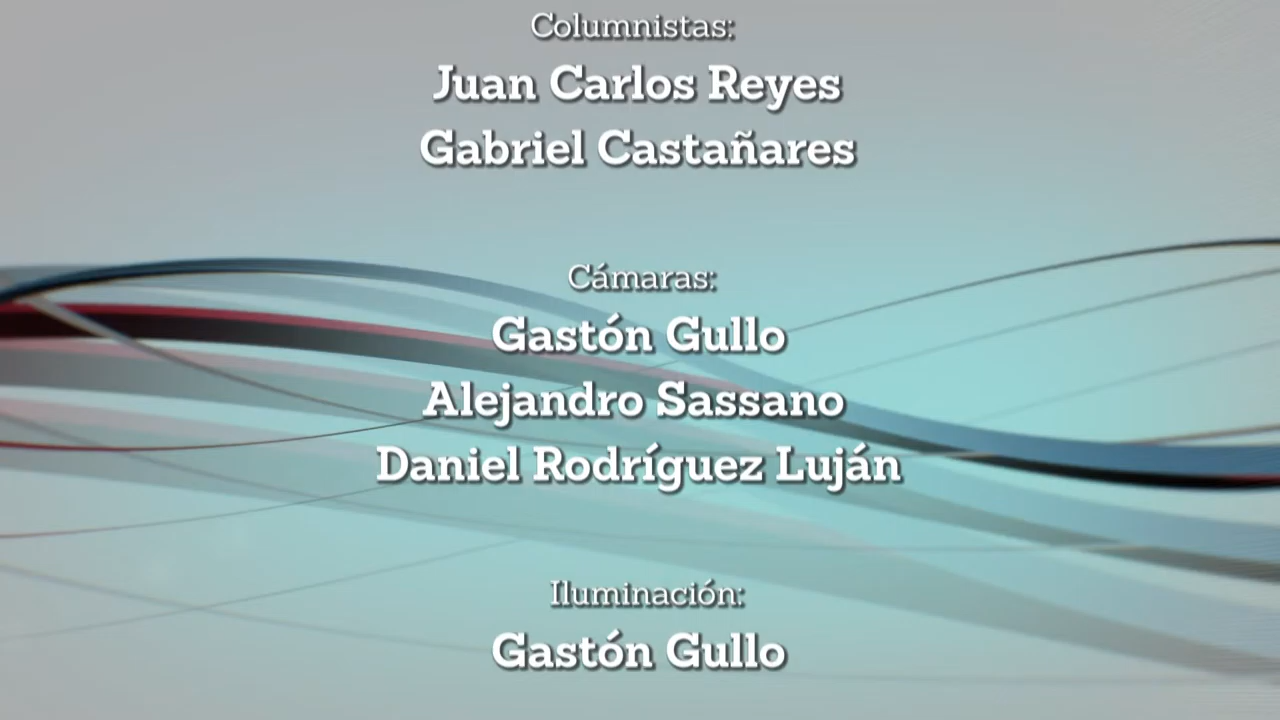 Columnistas:
Juan Carlos Reyes
Gabriel Castañares
Cámaras:
Gastón Gullo
Alejandro Sassano
Daniel Rodríguez Luján
Iluminación:
Gastón Gullo